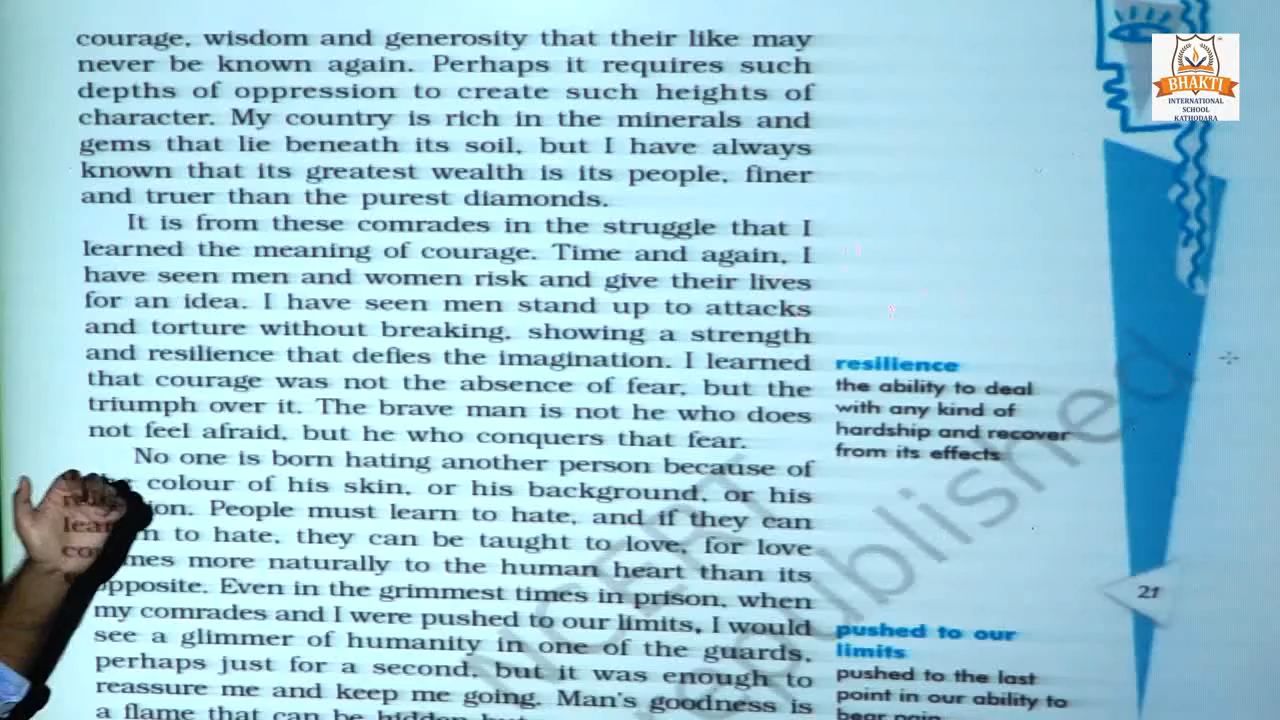 courage, wisdom and generosity that their like may
never be known again. Perhaps it requires such
depths of oppression to create such heights of
character. My country is rich in the minerals and
gems that lie beneath its soil, but I have always
known that its greatest wealth is its people, finer
and truer than the purest diamonds.
It is from these comrades in the struggle that I
learned the meaning of courage. Time and again, I
have seen men and women risk and give their lives
for an idea. I have seen men stand up to attacks
and torture without breaking, showing a strength
and resilience that defies the imagination. I learned
that courage was not the absence of fear, but the
triumph over it. The brave man is not he who does
not feel afraid, but he who conquers that fear.
No one is born hating another person because of
colour of his skin, or his background, or his
religion. People must learn to hate, and if they can
learn to hate, they can be taught to love, for love
comes more naturally to the human heart than its
opposite. Even in the grimmest times in prison, when
my comrades and I were pushed to our limits, I would
see a glimmer of humanity in one of the guards,
perhaps just for a second, but it was enough to
reassure me and keep me going. Man's goodness is
a flame that can be hidden but
resilience
the ability to deal
with any kind of
hardship and recover
from its effects
21
pushed to our
limits
pushed to the last
point in our ability to
bear pain
NCERT
republished
BHAKTI
INTERNATIONAL
SCHOOL
KATHODARA